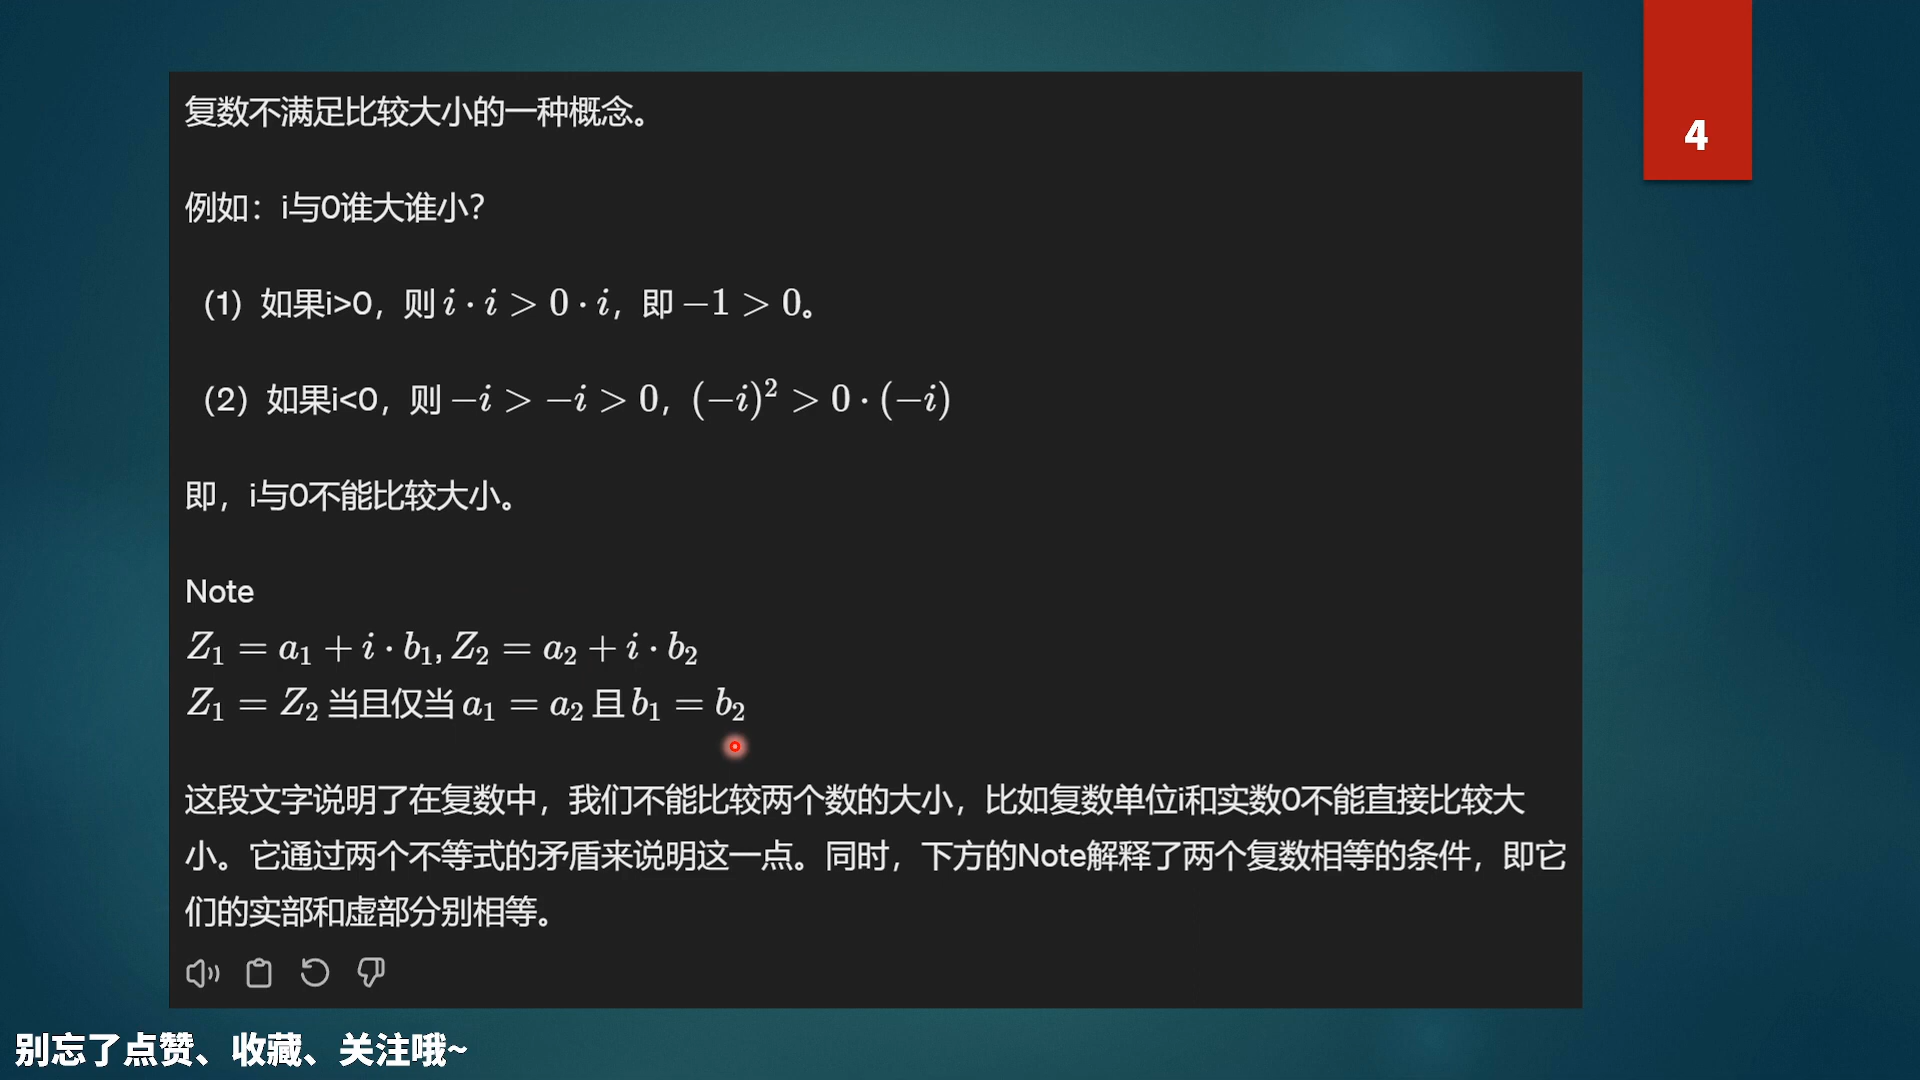 4
复数不满足比较大小的一种概念。
例如：i与0谁大谁小？
（1）如果i>0，则 i · i > 0 · i，即 −1 > 0。
（2）如果i<0，则 −i > −i > 0，(−i)² > 0 · (−i)
即，i与0不能比较大小。
Note
Z₁ = a₁ + i · b₁, Z₂ = a₂ + i · b₂
Z₁ = Z₂ 当且仅当 a₁ = a₂ 且 b₁ = b₂
这段文字说明了在复数中，我们不能比较两个数的大小，比如复数单位i和实数0不能直接比较大
小。它通过两个不等式的矛盾来说明这一点。同时，下方的Note解释了两个复数相等的条件，即它
们的实部和虚部分别相等。
别忘了点赞、收藏、关注哦~